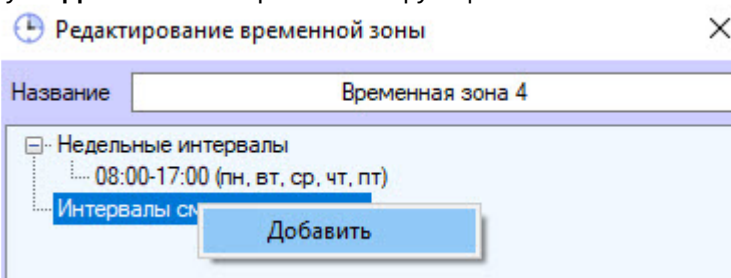 Редактирование временной зоны
Название Временная зона 4
Недельные интервалы
08:00-17:00 (пн, вт, ср, чт, пт)
Интервалы
Добавить